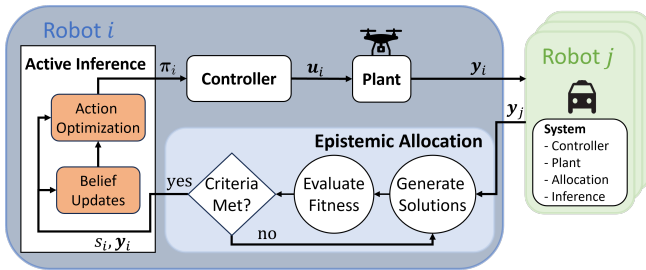 Robot i
Active Inference
Action
Optimization
Belief
Updates
s_i, y_i
π_i
Controller
u_i
Plant
y_i
Epistemic Allocation
yes
Criteria
Met?
no
Evaluate
Fitness
Generate
Solutions
y_j
Robot j
System
- Controller
- Plant
- Allocation
- Inference